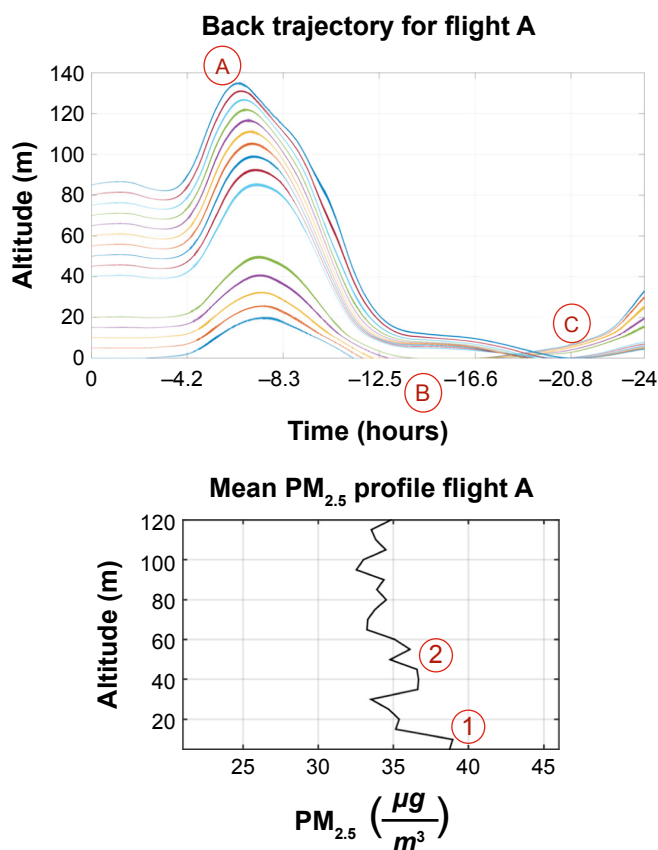 Back trajectory for flight A
A
140
120
100
80
60
40
20
0
Altitude (m)
C
0 –4.2 –8.3 –12.5 –16.6 –20.8 –24
B
Time (hours)
Mean PM2.5 profile flight A
120
100
80
60
40
20
Altitude (m)
2
1
25 30 35 40 45
PM2.5 (μg/m³)